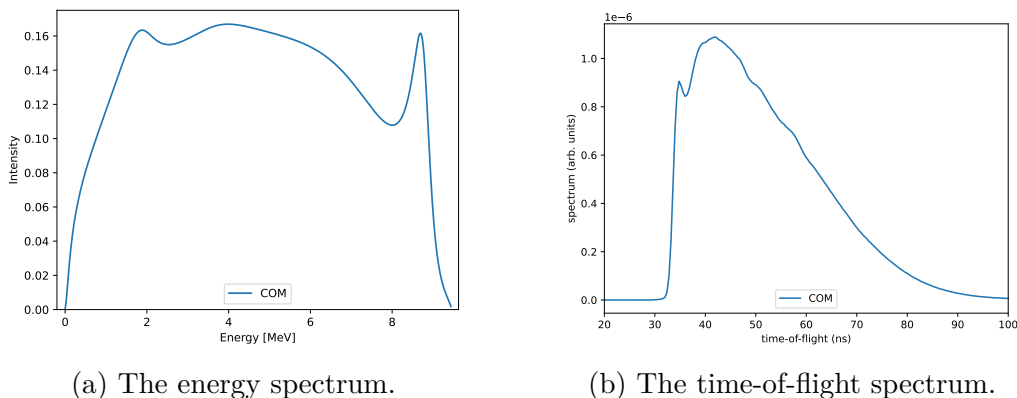 0.16
0.14
0.12
0.10
0.08
0.06
0.04
0.02
0.00
Intensity
0 2 4 6 8
Energy [MeV]
COM
(a) The energy spectrum.
1e−6
1.0
0.8
0.6
0.4
0.2
0.0
spectrum (arb. units)
20 30 40 50 60 70 80 90 100
time-of-flight (ns)
COM
(b) The time-of-flight spectrum.